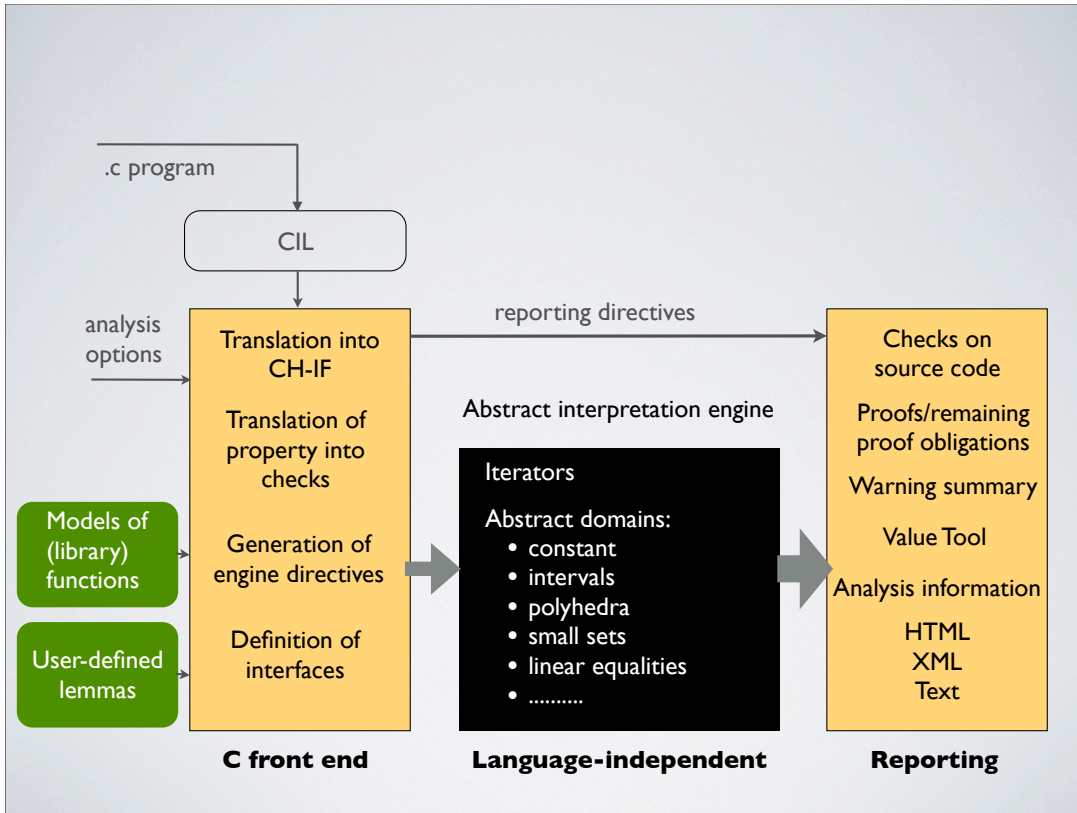 .c program
CIL
analysis
options
Translation into
CH-IF
Translation of
property into
checks
Generation of
engine directives
Definition of
interfaces
Models of
(library)
functions
User-defined
lemmas
C front end
reporting directives
Abstract interpretation engine
Iterators
Abstract domains:
• constant
• intervals
• polyhedra
• small sets
• linear equalities
• ..........
Language-independent
Checks on
source code
Proofs/remaining
proof obligations
Warning summary
Value Tool
Analysis information
HTML
XML
Text
Reporting